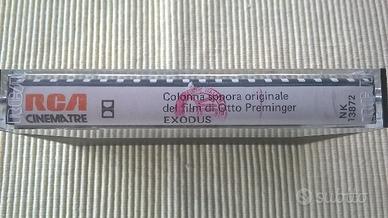 RCA
CINEMATRE
Colonna sonora originale
del film di Otto Preminger
EXODUS
NK
13872
subito